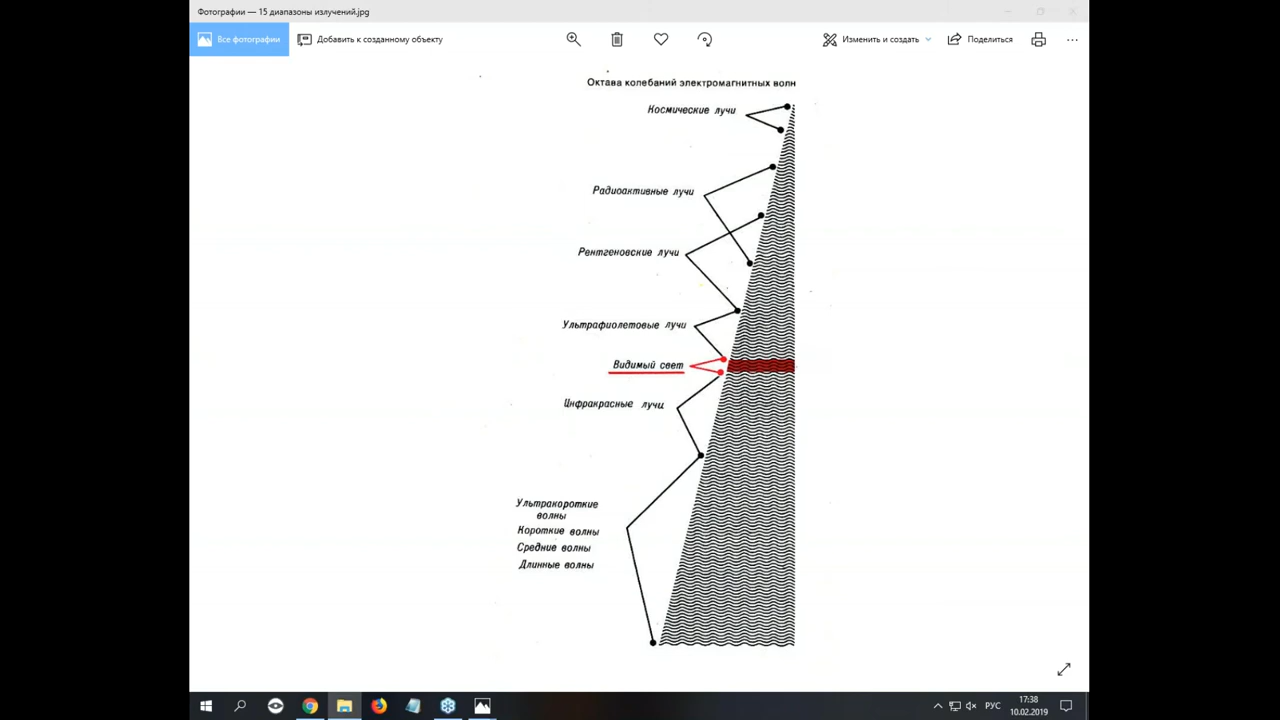 Фотографии — 15 диапазоны излучений.jpg
Все фотографии
Добавить к созданному объекту
Изменить и создать
Поделиться
Октава колебаний электромагнитных волн
Космические лучи
Радиоактивные лучи
Рентгеновские лучи
Ультрафиолетовые лучи
Видимый свет
Инфракрасные лучи
Ультракороткие
волны
Короткие волны
Средние волны
Длинные волны
РУС
17:38
10.02.2019